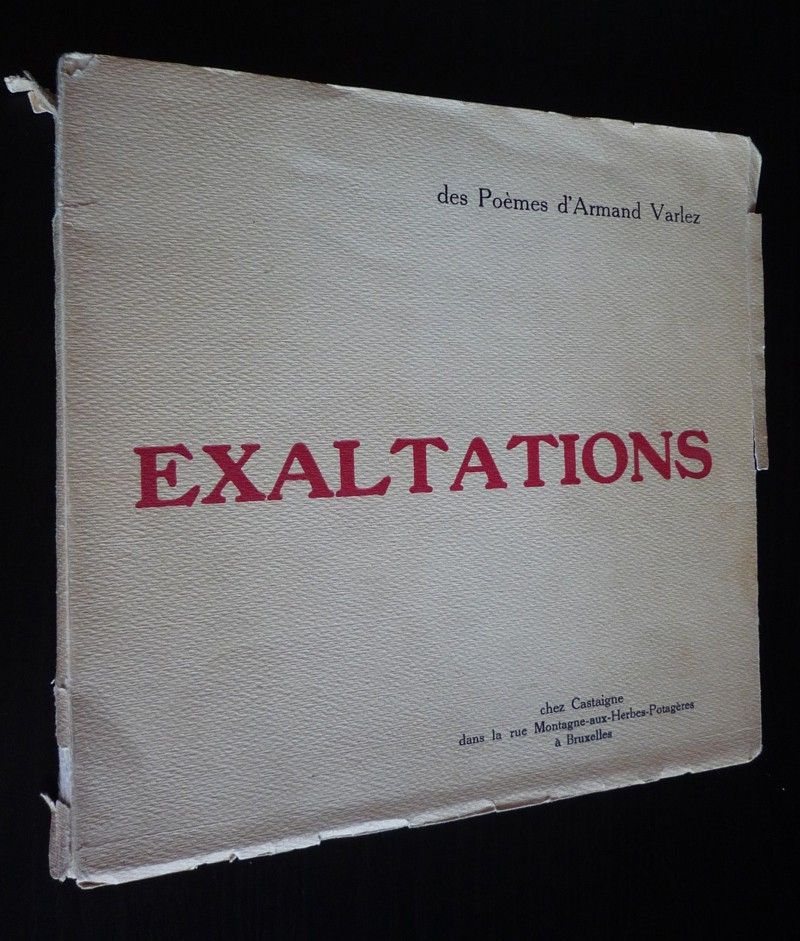 des Poèmes d'Armand Varlez
EXALTATIONS
chez Castaigne
dans la rue Montagne-aux-Herbes-Potagères
à Bruxelles